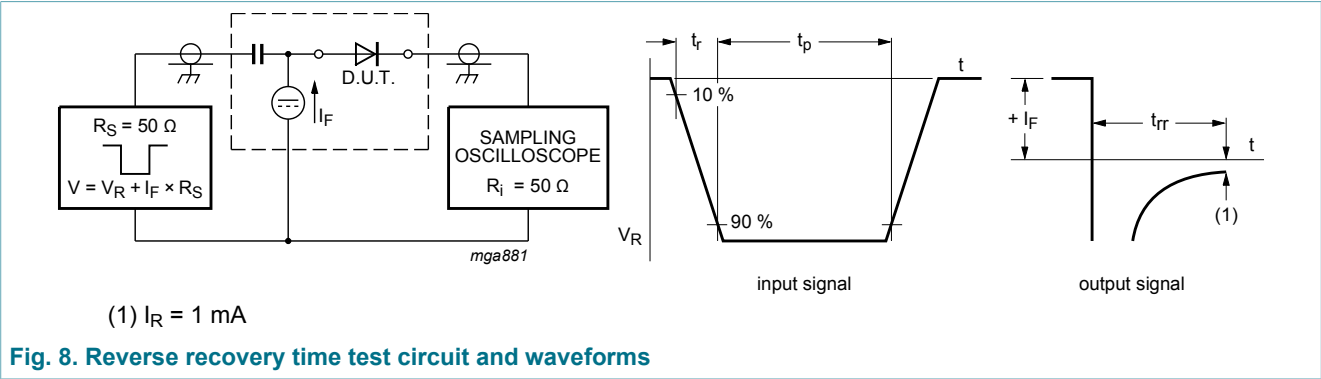 D.U.T.
I_F
R_S = 50 Ω
V = V_R + I_F × R_S
SAMPLING
OSCILLOSCOPE
R_i = 50 Ω
mga881
t_r
t_p
t
10 %
90 %
V_R
input signal
+ I_F
t_rr
t
(1)
output signal
(1) I_R = 1 mA
Fig. 8. Reverse recovery time test circuit and waveforms